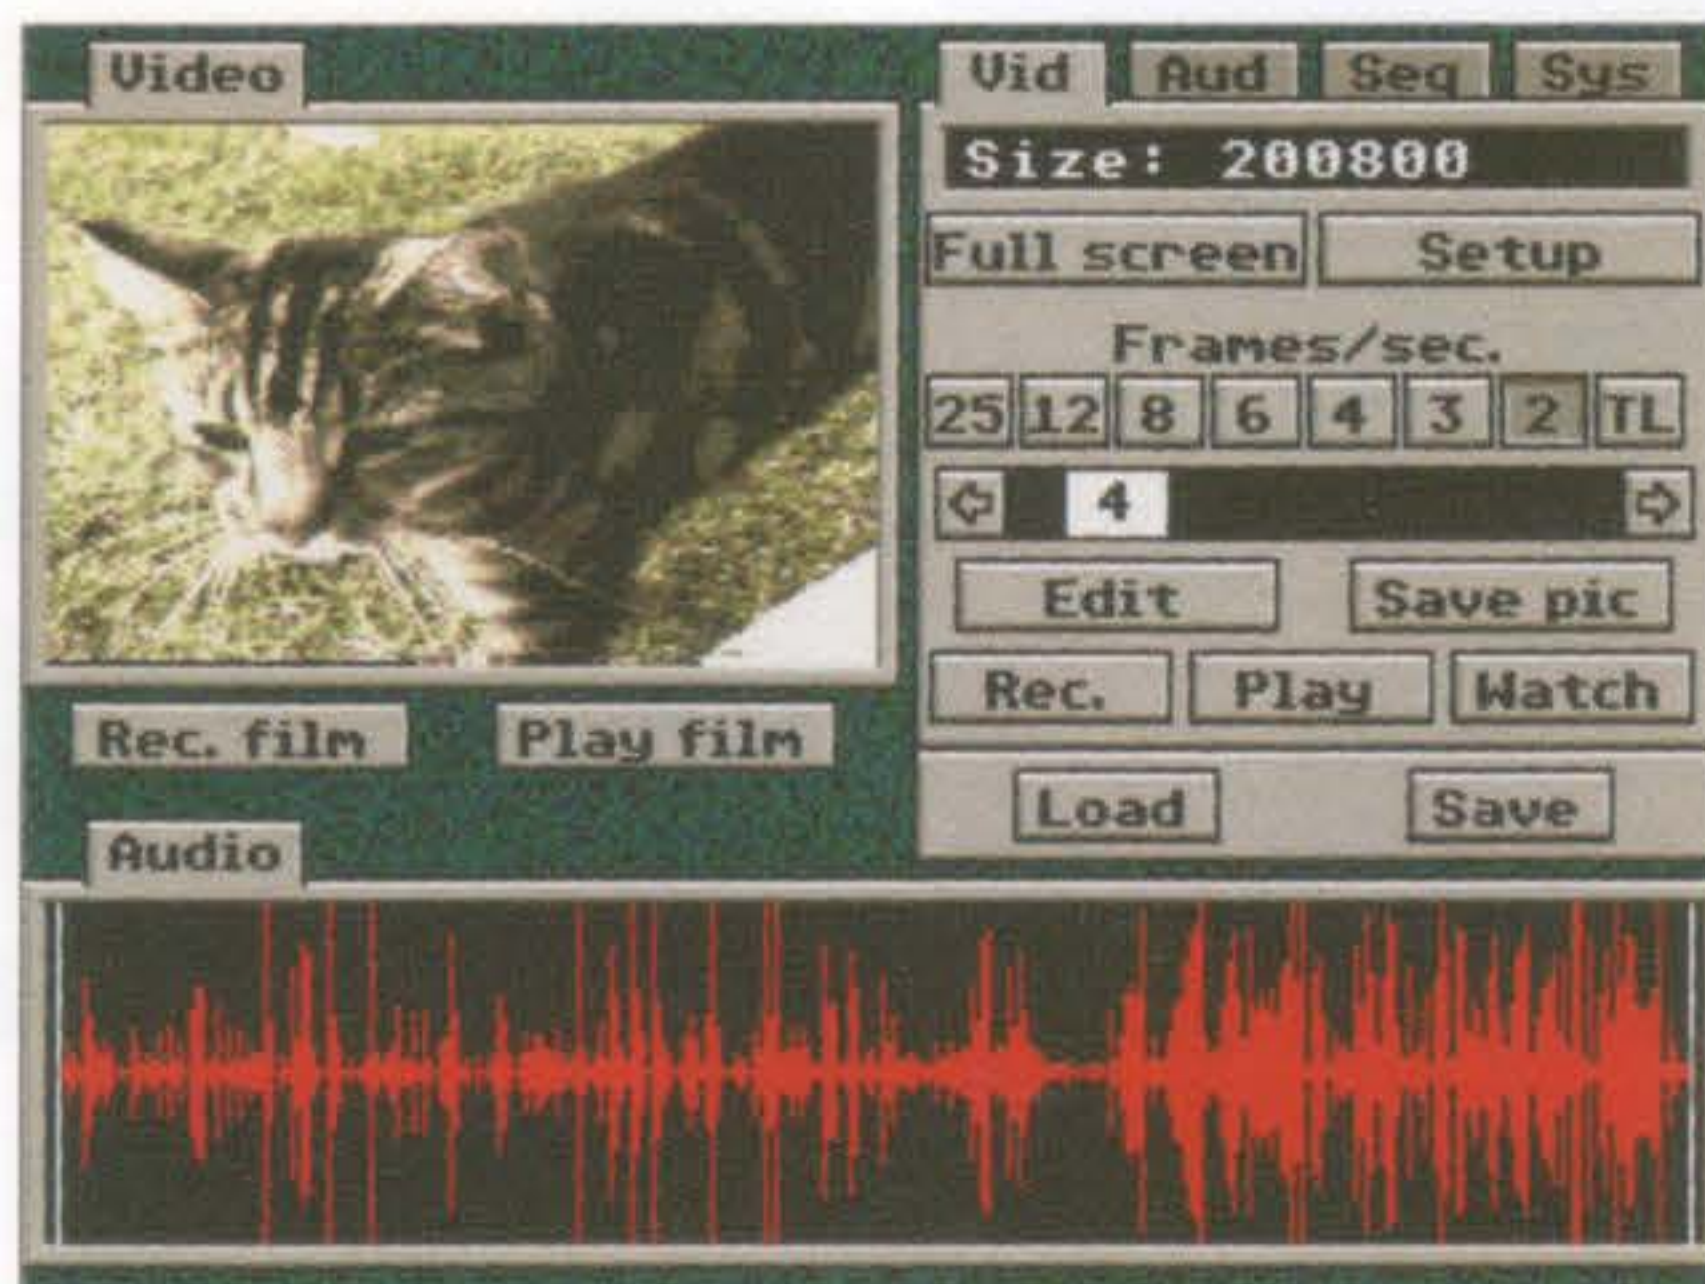 Video
Vid Aud Seq Sys
Size: 200800
Full screen Setup
Frames/sec.
25 12 8 6 4 3 2 TL
4
Edit Save pic
Rec. Play Watch
Rec. film Play film
Load Save
Audio